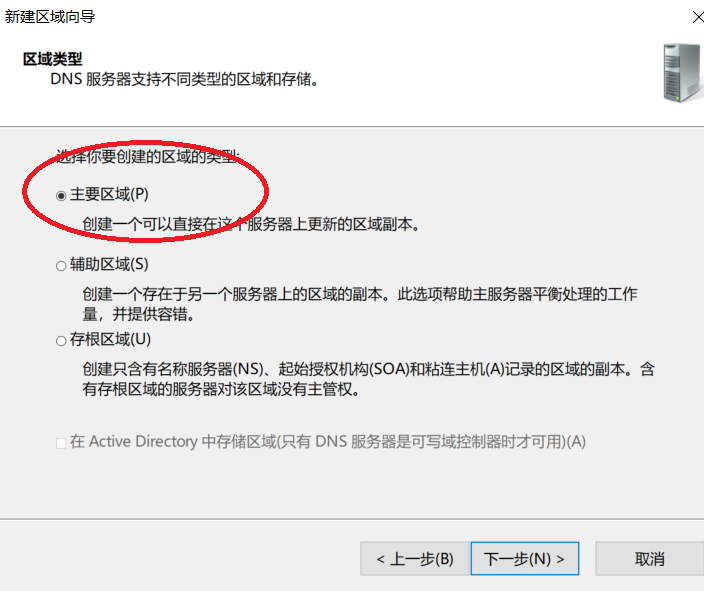 新建区域向导
区域类型
DNS 服务器支持不同类型的区域和存储。
选择你要创建的区域的类型:
主要区域(P)
创建一个可以直接在这个服务器上更新的区域副本。
辅助区域(S)
创建一个存在于另一个服务器上的区域的副本。此选项帮助主服务器平衡处理的工作
量，并提供容错。
存根区域(U)
创建只含有名称服务器(NS)、起始授权机构(SOA)和粘连主机(A)记录的区域的副本。含
有存根区域的服务器对该区域没有主管权。
在 Active Directory 中存储区域(只有 DNS 服务器是可写域控制器时才可用)(A)
< 上一步(B) 下一步(N) > 取消